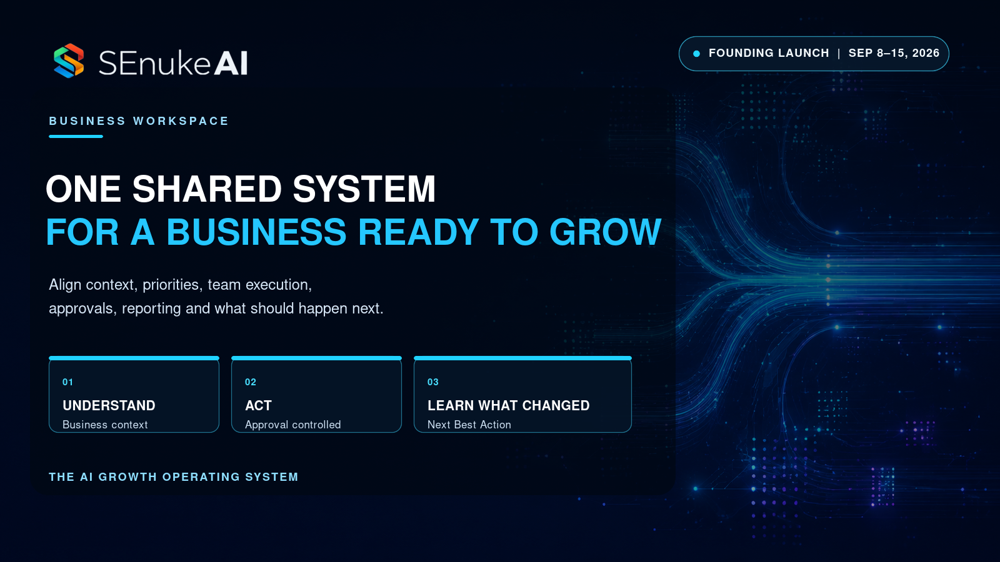 SEnukeAI
FOUNDING LAUNCH | SEP 8–15, 2026
BUSINESS WORKSPACE
ONE SHARED SYSTEM
FOR A BUSINESS READY TO GROW
Align context, priorities, team execution,
approvals, reporting and what should happen next.
01
UNDERSTAND
Business context
02
ACT
Approval controlled
03
LEARN WHAT CHANGED
Next Best Action
THE AI GROWTH OPERATING SYSTEM